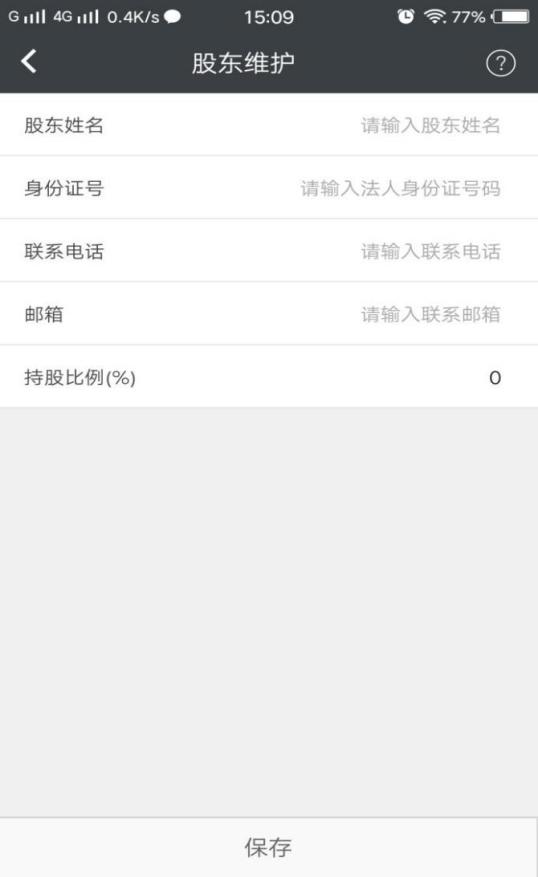 G 4G 0.4K/s 15:09 77%
股东维护 ?
股东姓名 请输入股东姓名
身份证号 请输入法人身份证号码
联系电话 请输入联系电话
邮箱 请输入联系邮箱
持股比例(%) 0
保存